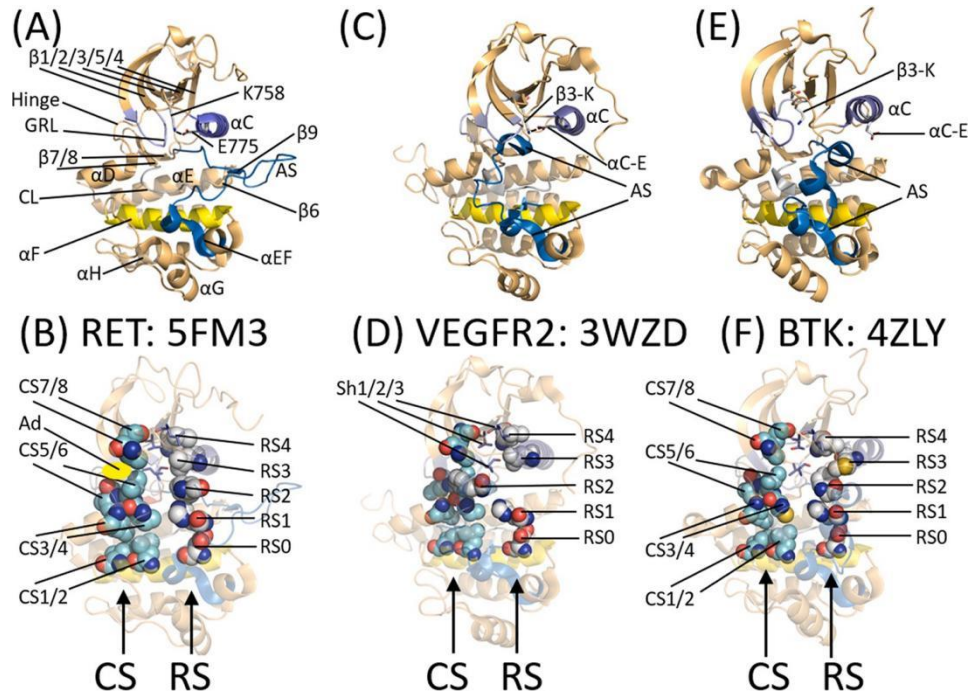 (A)
β1/2/3/5/4
Hinge
GRL
β7/8
αD
CL
αF
αH
αG
αE
K758
αC
E775
β9
AS
β6
αEF
(C)
β3-K
αC
αC-E
AS
(E)
β3-K
αC
αC-E
AS
(B) RET: 5FM3
CS7/8
Ad
CS5/6
CS3/4
CS1/2
RS4
RS3
RS2
RS1
RS0
CS RS
(D) VEGFR2: 3WZD
Sh1/2/3
RS4
RS3
RS2
RS1
RS0
CS RS
(F) BTK: 4ZLY
CS7/8
CS5/6
CS3/4
CS1/2
RS4
RS3
RS2
RS1
RS0
CS RS